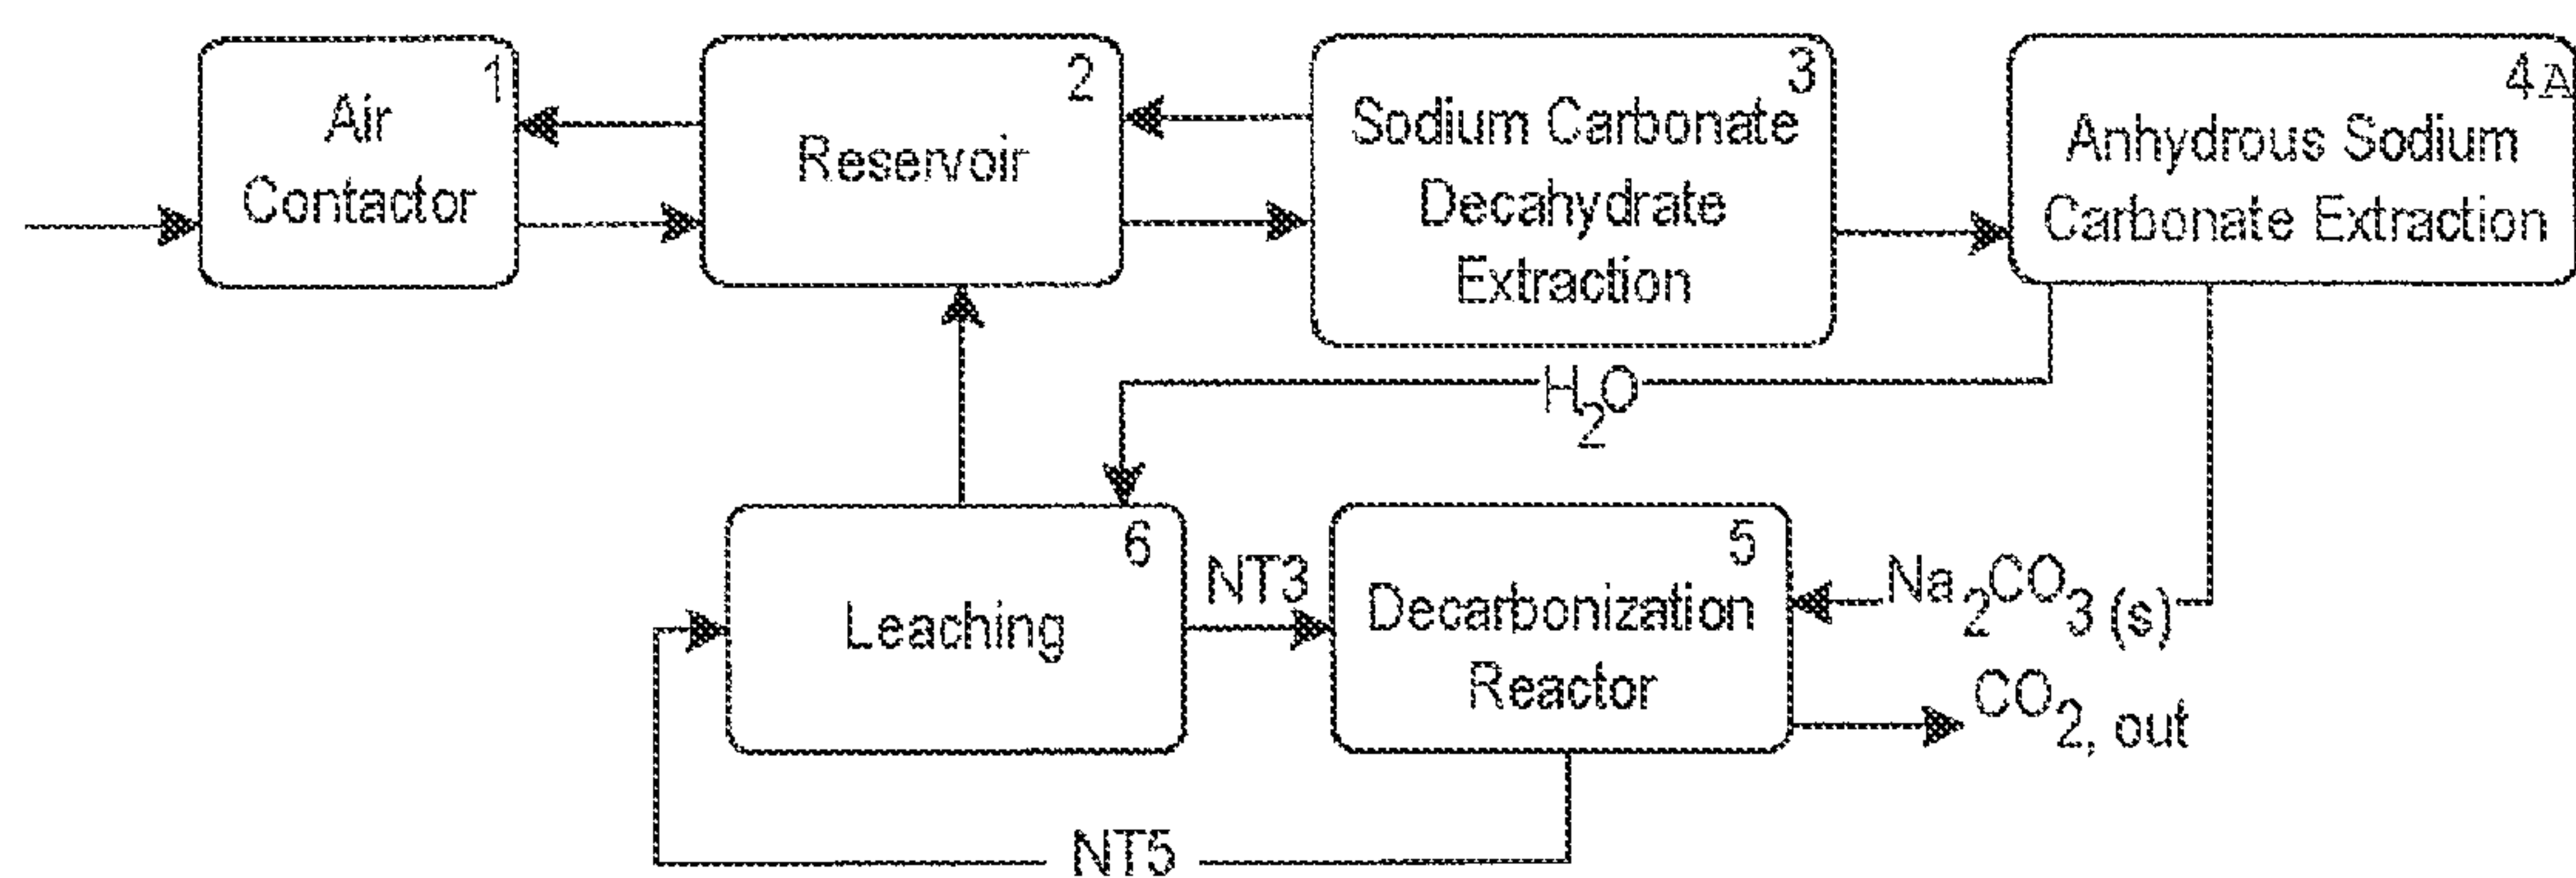 1
Air
Contactor
2
Reservoir
3
Sodium Carbonate
Decahydrate
Extraction
4A
Anhydrous Sodium
Carbonate Extraction
H2O
6
Leaching
NT3
5
Decarbonization
Reactor
Na2CO3 (s)
CO2, out
NT5